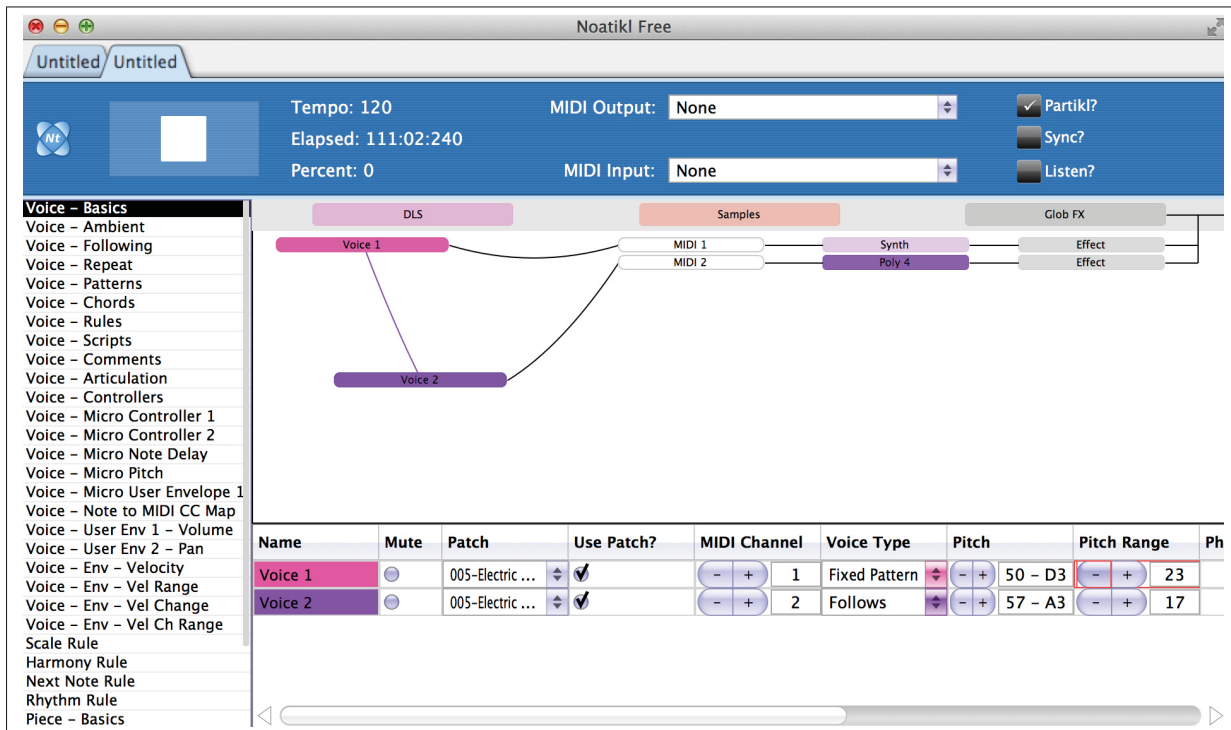 Noatikl Free
Untitled Untitled
Nt
Tempo: 120
Elapsed: 111:02:240
Percent: 0
MIDI Output: None
MIDI Input: None
Partikl?
Sync?
Listen?
Voice – Basics
Voice – Ambient
Voice – Following
Voice – Repeat
Voice – Patterns
Voice – Chords
Voice – Rules
Voice – Scripts
Voice – Comments
Voice – Articulation
Voice – Controllers
Voice – Micro Controller 1
Voice – Micro Controller 2
Voice – Micro Note Delay
Voice – Micro Pitch
Voice – Micro User Envelope 1
Voice – Note to MIDI CC Map
Voice – User Env 1 – Volume
Voice – User Env 2 – Pan
Voice – Env – Velocity
Voice – Env – Vel Range
Voice – Env – Vel Change
Voice – Env – Vel Ch Range
Scale Rule
Harmony Rule
Next Note Rule
Rhythm Rule
Piece – Basics
DLS Samples Glob FX
Voice 1 MIDI 1 Synth Effect
MIDI 2 Poly 4 Effect
Voice 2
Name Mute Patch Use Patch? MIDI Channel Voice Type Pitch Pitch Range Ph
Voice 1 005-Electric ... - + 1 Fixed Pattern - + 50 – D3 - + 23
Voice 2 005-Electric ... - + 2 Follows - + 57 – A3 - + 17